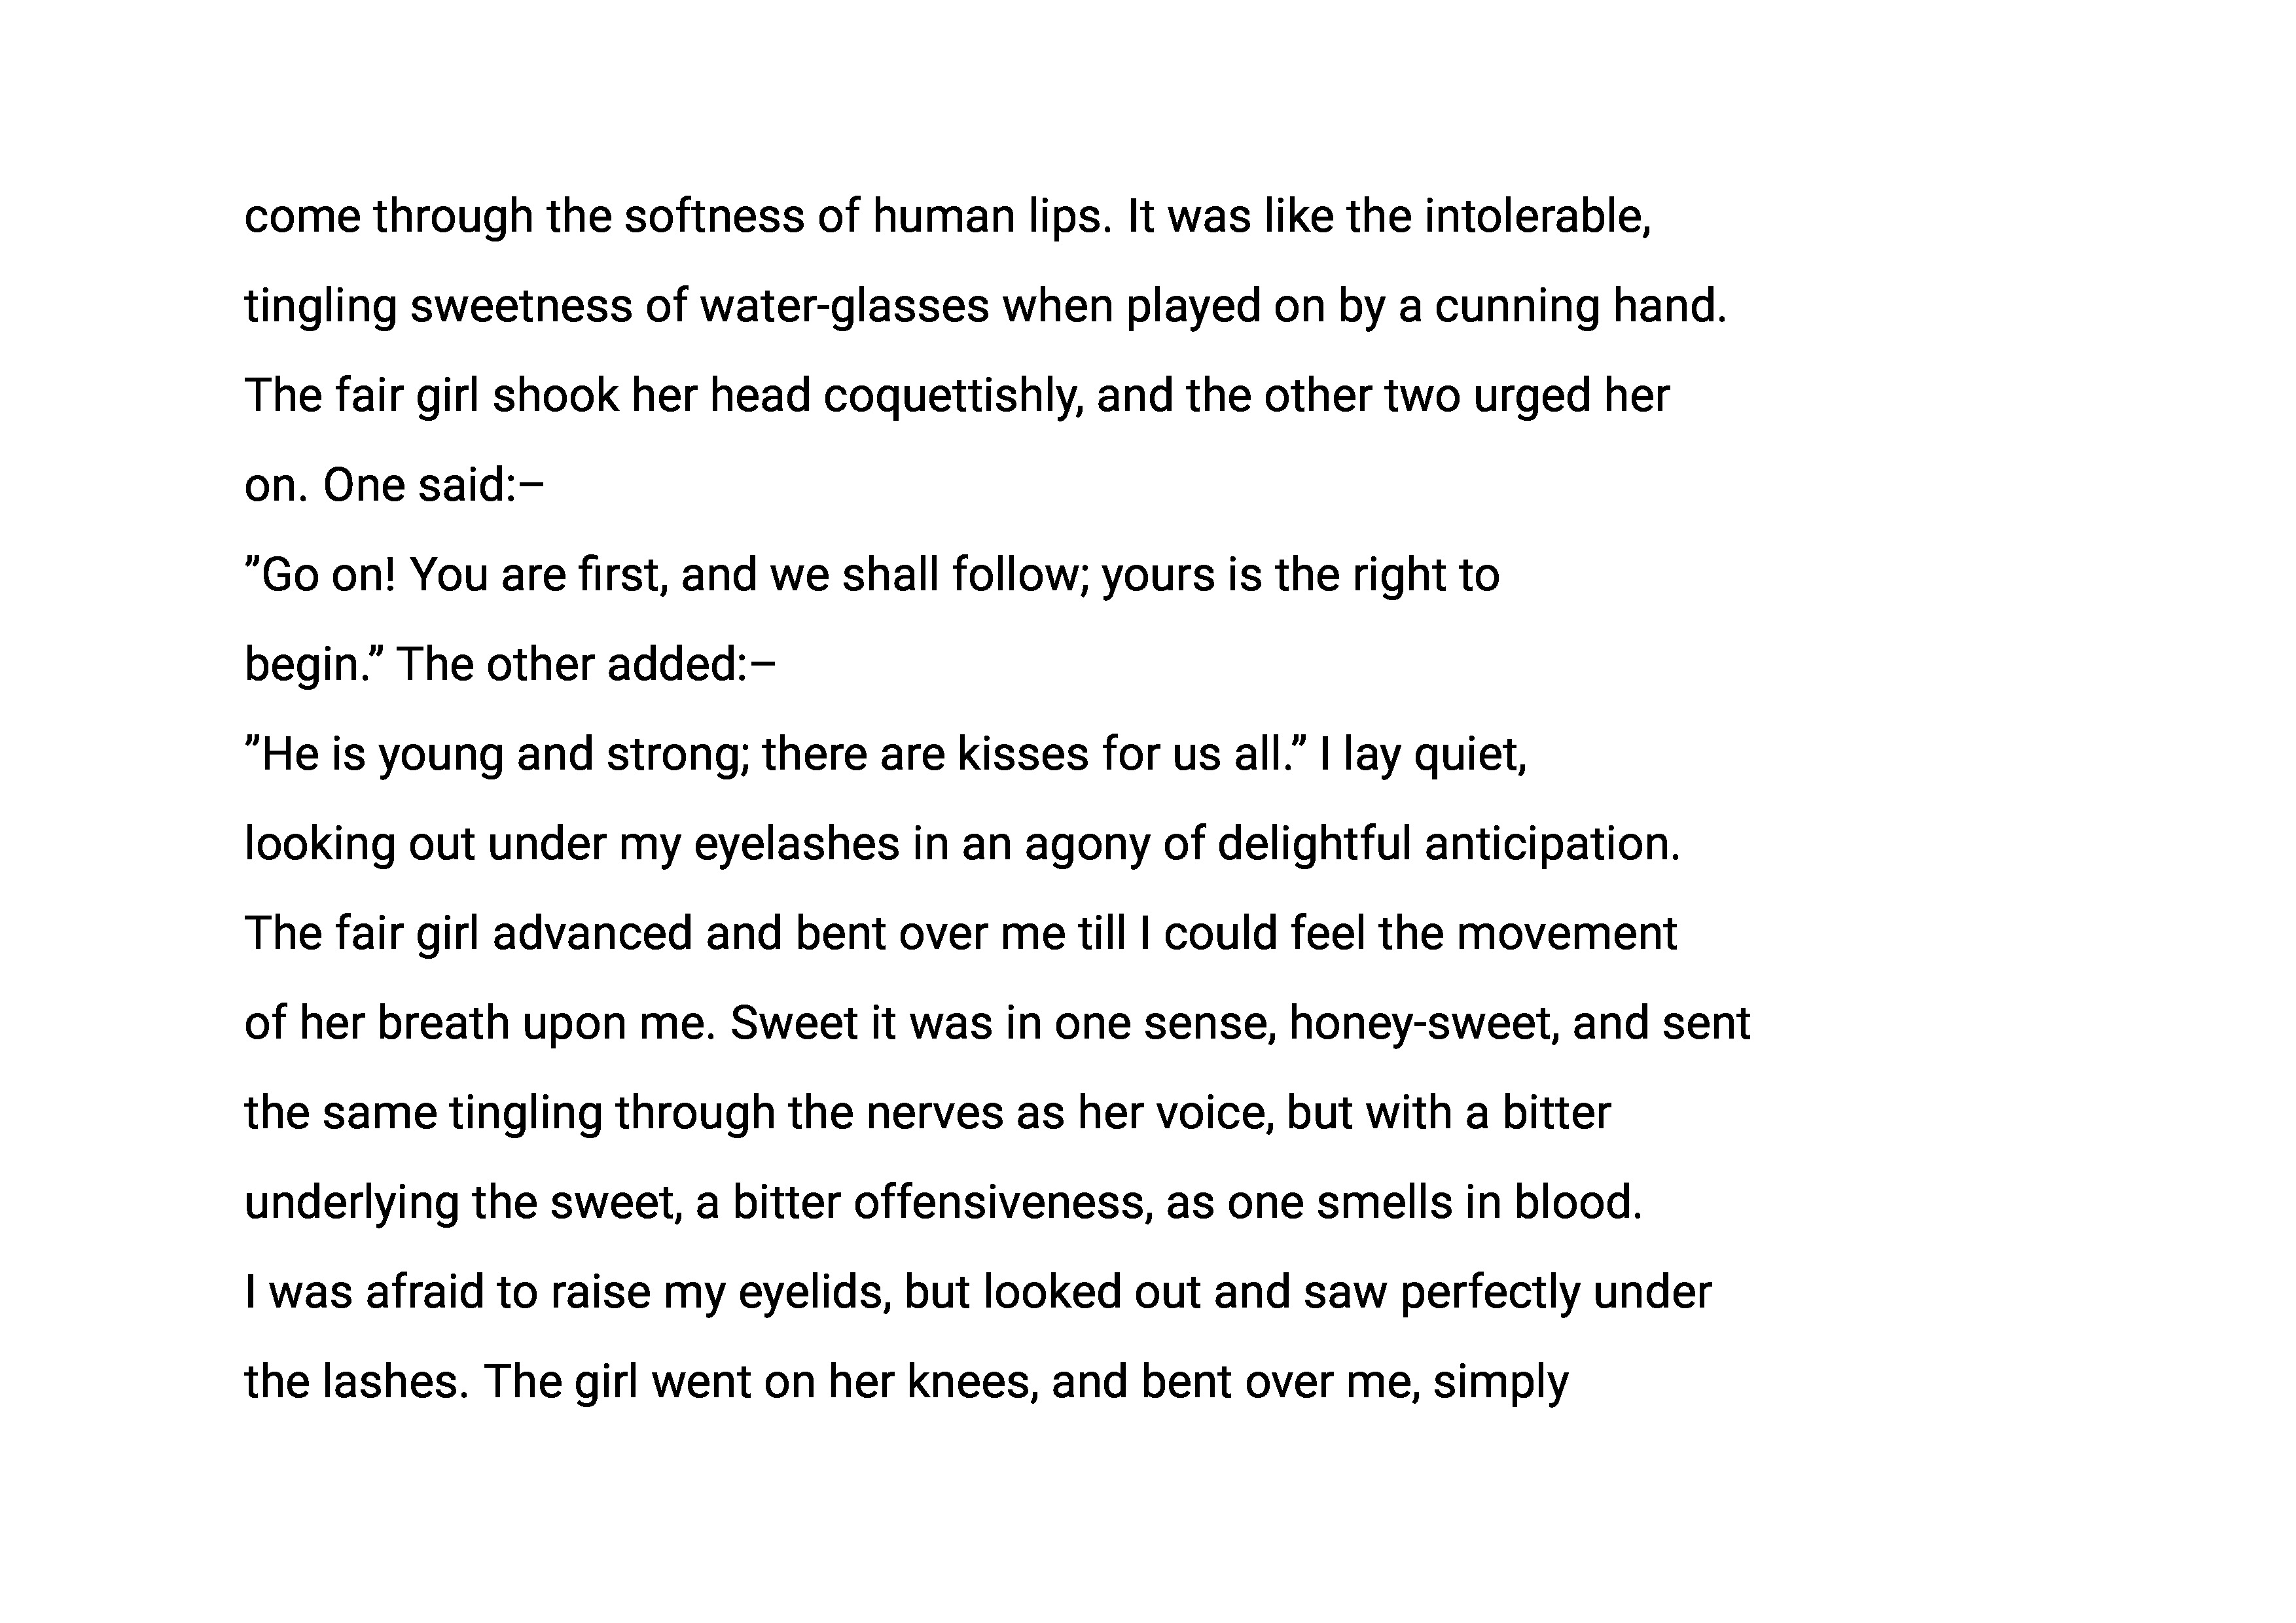 come through the softness of human lips. It was like the intolerable,
tingling sweetness of water-glasses when played on by a cunning hand.
The fair girl shook her head coquettishly, and the other two urged her
on. One said:–
”Go on! You are first, and we shall follow; yours is the right to
begin.” The other added:–
”He is young and strong; there are kisses for us all.” I lay quiet,
looking out under my eyelashes in an agony of delightful anticipation.
The fair girl advanced and bent over me till I could feel the movement
of her breath upon me. Sweet it was in one sense, honey-sweet, and sent
the same tingling through the nerves as her voice, but with a bitter
underlying the sweet, a bitter offensiveness, as one smells in blood.
I was afraid to raise my eyelids, but looked out and saw perfectly under
the lashes. The girl went on her knees, and bent over me, simply